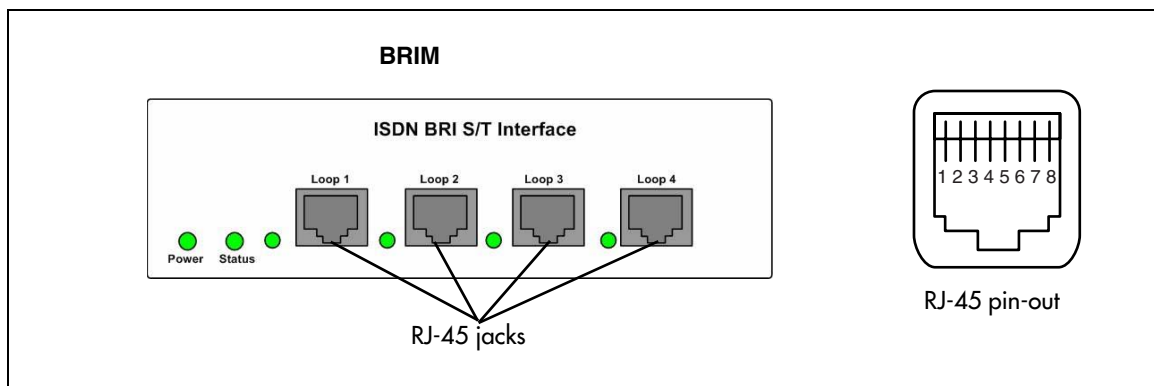 BRIM
ISDN BRI S/T Interface
Loop 1 Loop 2 Loop 3 Loop 4
Power Status
1 2 3 4 5 6 7 8
RJ-45 jacks
RJ-45 pin-out